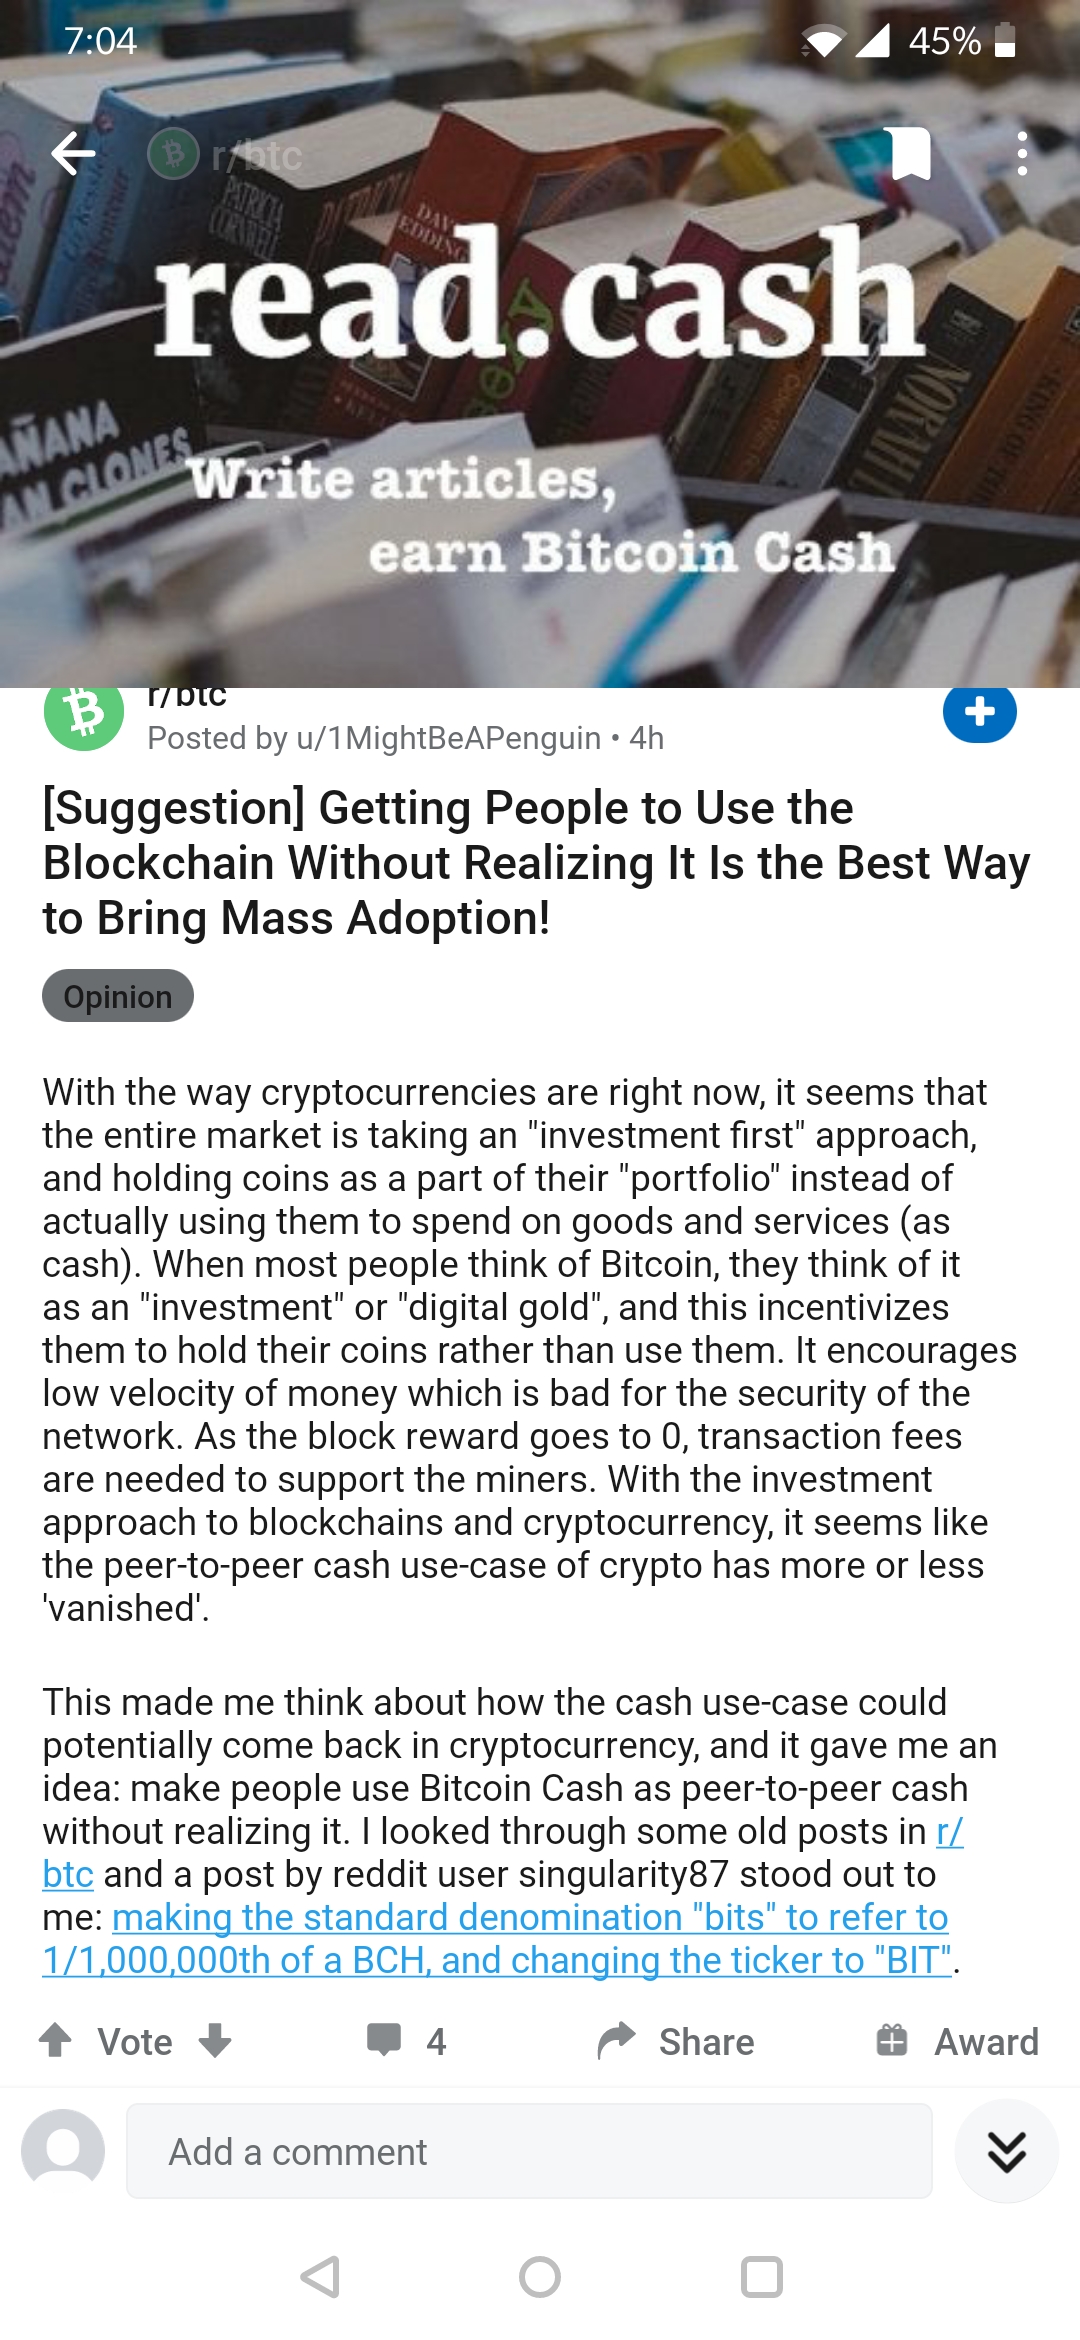 7:04
45%
r/btc
PATRICIA
CORNWELL
DAV
EDDING
read.cash
AÑANA
AN CLONES
Write articles,
earn Bitcoin Cash
r/btc
Posted by u/1MightBeAPenguin • 4h
[Suggestion] Getting People to Use the
Blockchain Without Realizing It Is the Best Way
to Bring Mass Adoption!
Opinion
With the way cryptocurrencies are right now, it seems that
the entire market is taking an "investment first" approach,
and holding coins as a part of their "portfolio" instead of
actually using them to spend on goods and services (as
cash). When most people think of Bitcoin, they think of it
as an "investment" or "digital gold", and this incentivizes
them to hold their coins rather than use them. It encourages
low velocity of money which is bad for the security of the
network. As the block reward goes to 0, transaction fees
are needed to support the miners. With the investment
approach to blockchains and cryptocurrency, it seems like
the peer-to-peer cash use-case of crypto has more or less
'vanished'.
This made me think about how the cash use-case could
potentially come back in cryptocurrency, and it gave me an
idea: make people use Bitcoin Cash as peer-to-peer cash
without realizing it. I looked through some old posts in r/
btc and a post by reddit user singularity87 stood out to
me: making the standard denomination "bits" to refer to
1/1,000,000th of a BCH, and changing the ticker to "BIT".
Vote
4
Share
Award
Add a comment